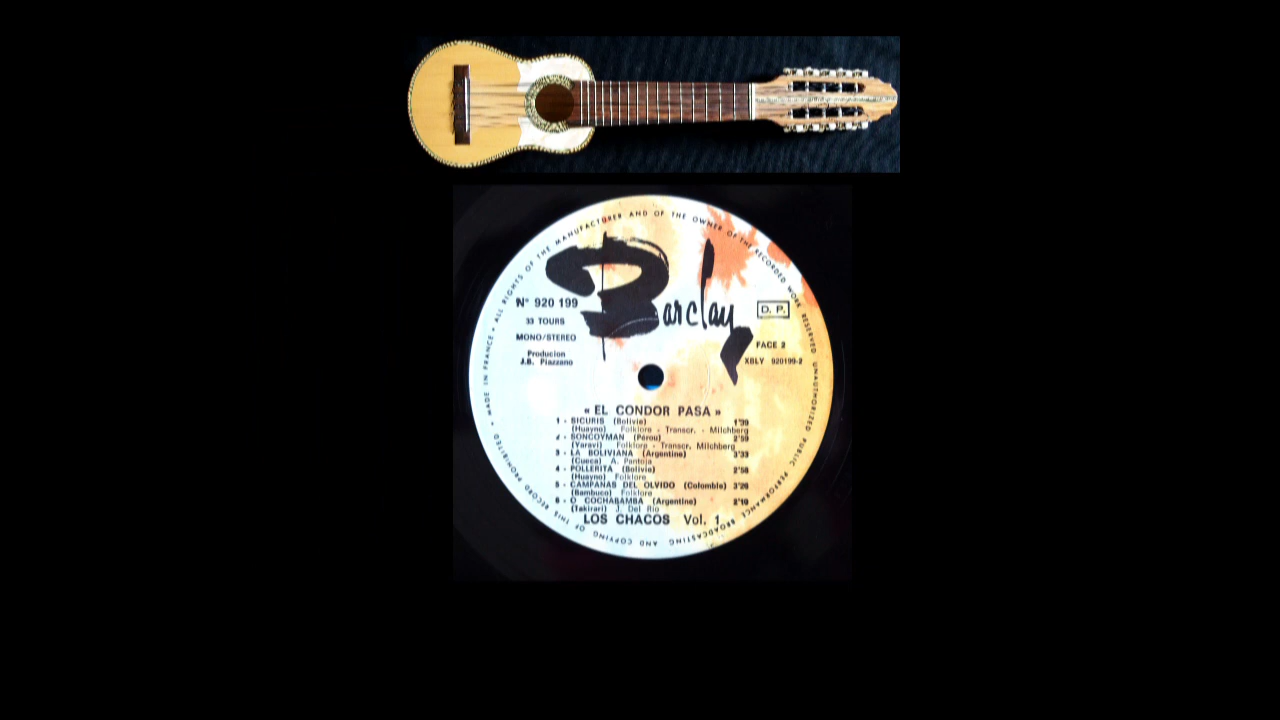 ALL RIGHTS OF THE MANUFACTURER AND OF THE OWNER OF THE RECORDED WORK RESERVED UNAUTHORIZED PUBLIC PERFORMANCE BROADCASTING AND COPYING OF THIS RECORD PROHIBITED • MADE IN FRANCE •
Barclay
N° 920 199
D. P.
33 TOURS
MONO/STEREO
FACE 2
Producion
J.B. Piazzano
XBLY 920199-2
« EL CONDOR PASA »
1 - SICURIS (Bolivie) 1'39
(Huayno) Folklore - Transcr. - Milchberg
2 - SONCOYMAN (Pérou) 2'59
(Yaravi) Folklore - Transcr. Milchberg
3 - LA BOLIVIANA (Argentine) 3'33
(Cueca) A. Pantoja
4 - POLLERITA (Bolivie) 2'58
(Huayno) Folklore
5 - CAMPANAS DEL OLVIDO (Colombie) 3'26
(Bambuco) Folklore
6 - O COCHABAMBA (Argentine) 2'19
(Takirari) J. Del Rio
LOS CHACOS Vol. 1